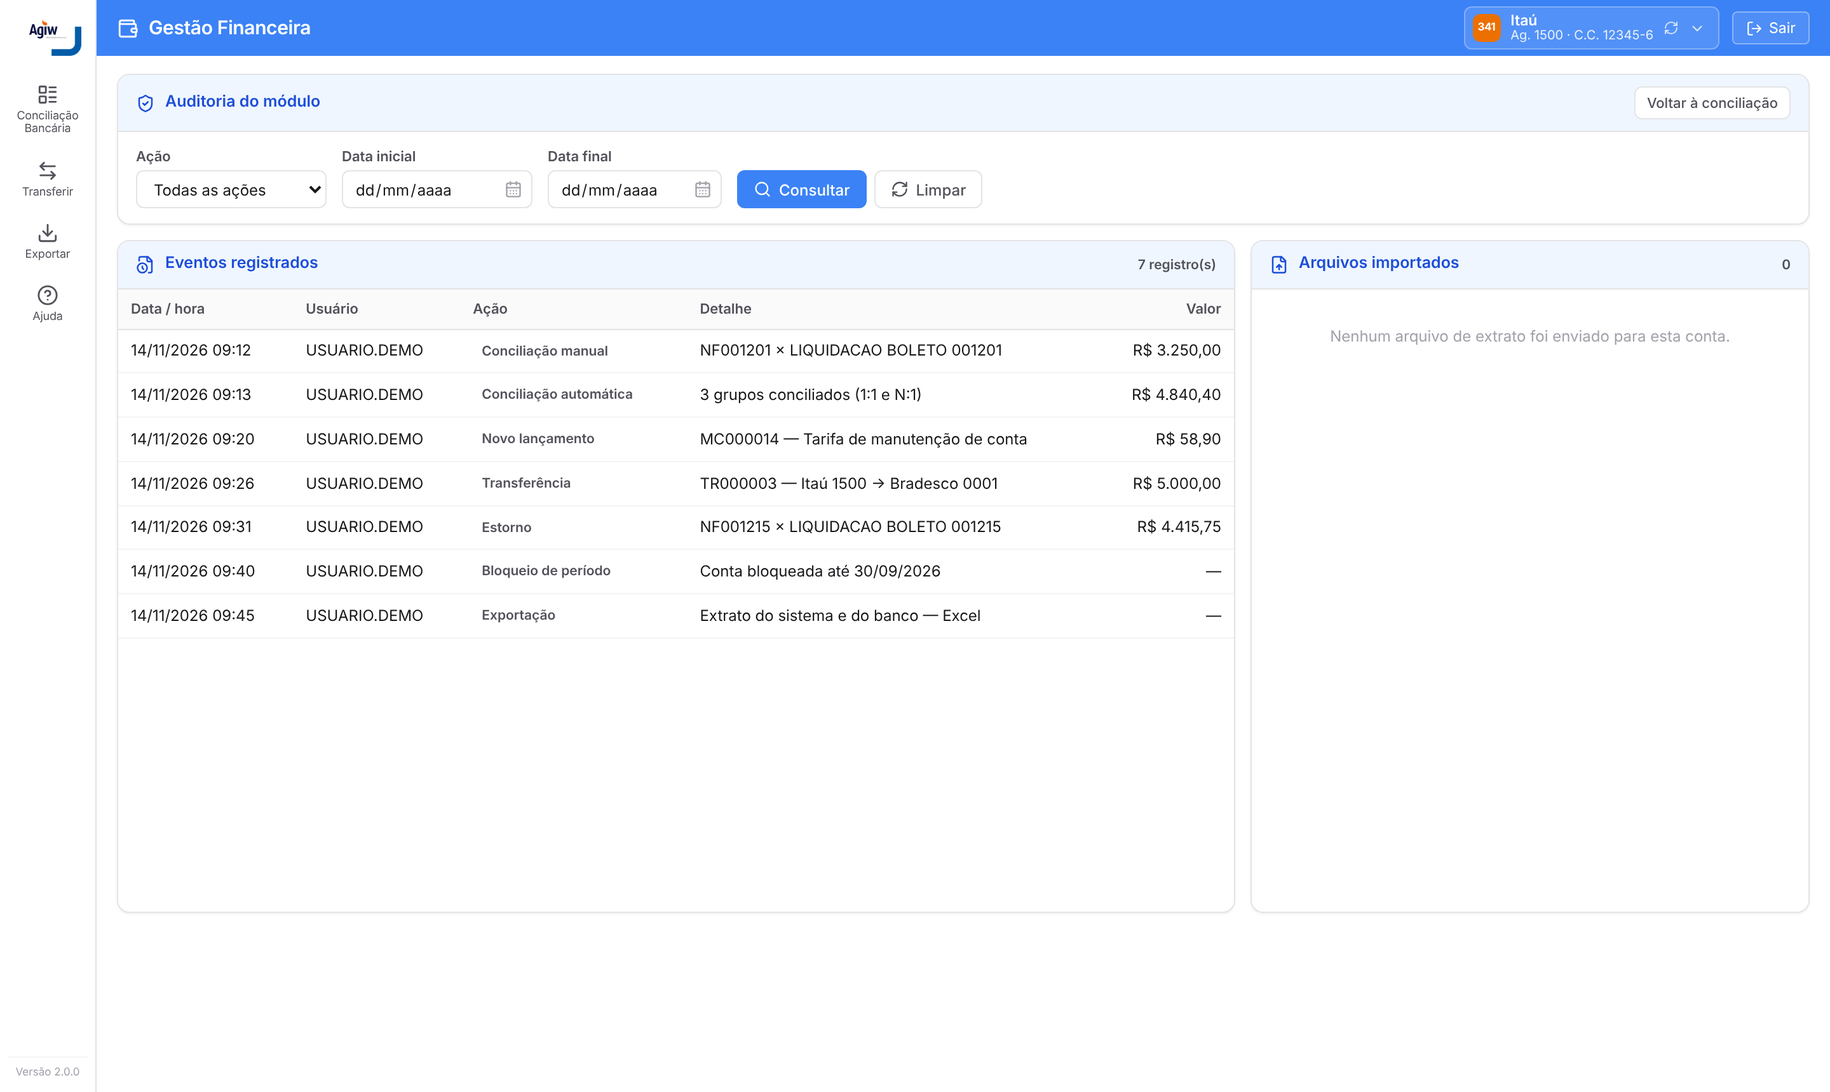 Agiw
Gestão Financeira
341
Itaú
Ag. 1500 · C.C. 12345-6
Sair
Conciliação
Bancária
Transferir
Exportar
Ajuda
Versão 2.0.0
Auditoria do módulo
Voltar à conciliação
Ação
Data inicial
Data final
Todas as ações
dd/mm/aaaa
dd/mm/aaaa
Consultar
Limpar
Eventos registrados
7 registro(s)
Data / hora Usuário Ação Detalhe Valor
14/11/2026 09:12 USUARIO.DEMO Conciliação manual NF001201 × LIQUIDACAO BOLETO 001201 R$ 3.250,00
14/11/2026 09:13 USUARIO.DEMO Conciliação automática 3 grupos conciliados (1:1 e N:1) R$ 4.840,40
14/11/2026 09:20 USUARIO.DEMO Novo lançamento MC000014 — Tarifa de manutenção de conta R$ 58,90
14/11/2026 09:26 USUARIO.DEMO Transferência TR000003 — Itaú 1500 → Bradesco 0001 R$ 5.000,00
14/11/2026 09:31 USUARIO.DEMO Estorno NF001215 × LIQUIDACAO BOLETO 001215 R$ 4.415,75
14/11/2026 09:40 USUARIO.DEMO Bloqueio de período Conta bloqueada até 30/09/2026 —
14/11/2026 09:45 USUARIO.DEMO Exportação Extrato do sistema e do banco — Excel —
Arquivos importados
0
Nenhum arquivo de extrato foi enviado para esta conta.